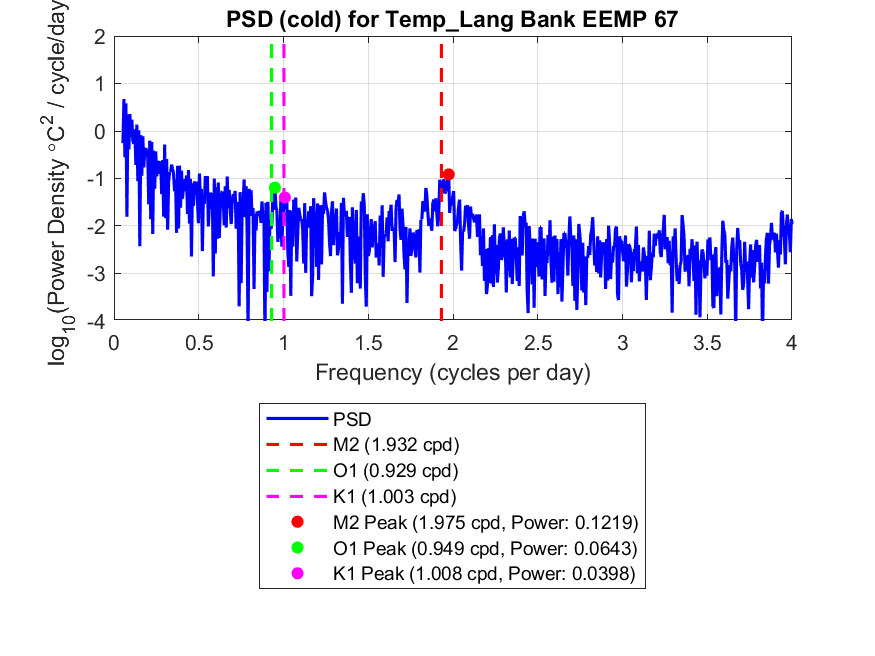 PSD (cold) for Temp_Lang Bank EEMP 67
log10(Power Density °C2 / cycle/day
2
1
0
-1
-2
-3
-4
0 0.5 1 1.5 2 2.5 3 3.5 4
Frequency (cycles per day)
PSD
M2 (1.932 cpd)
O1 (0.929 cpd)
K1 (1.003 cpd)
M2 Peak (1.975 cpd, Power: 0.1219)
O1 Peak (0.949 cpd, Power: 0.0643)
K1 Peak (1.008 cpd, Power: 0.0398)